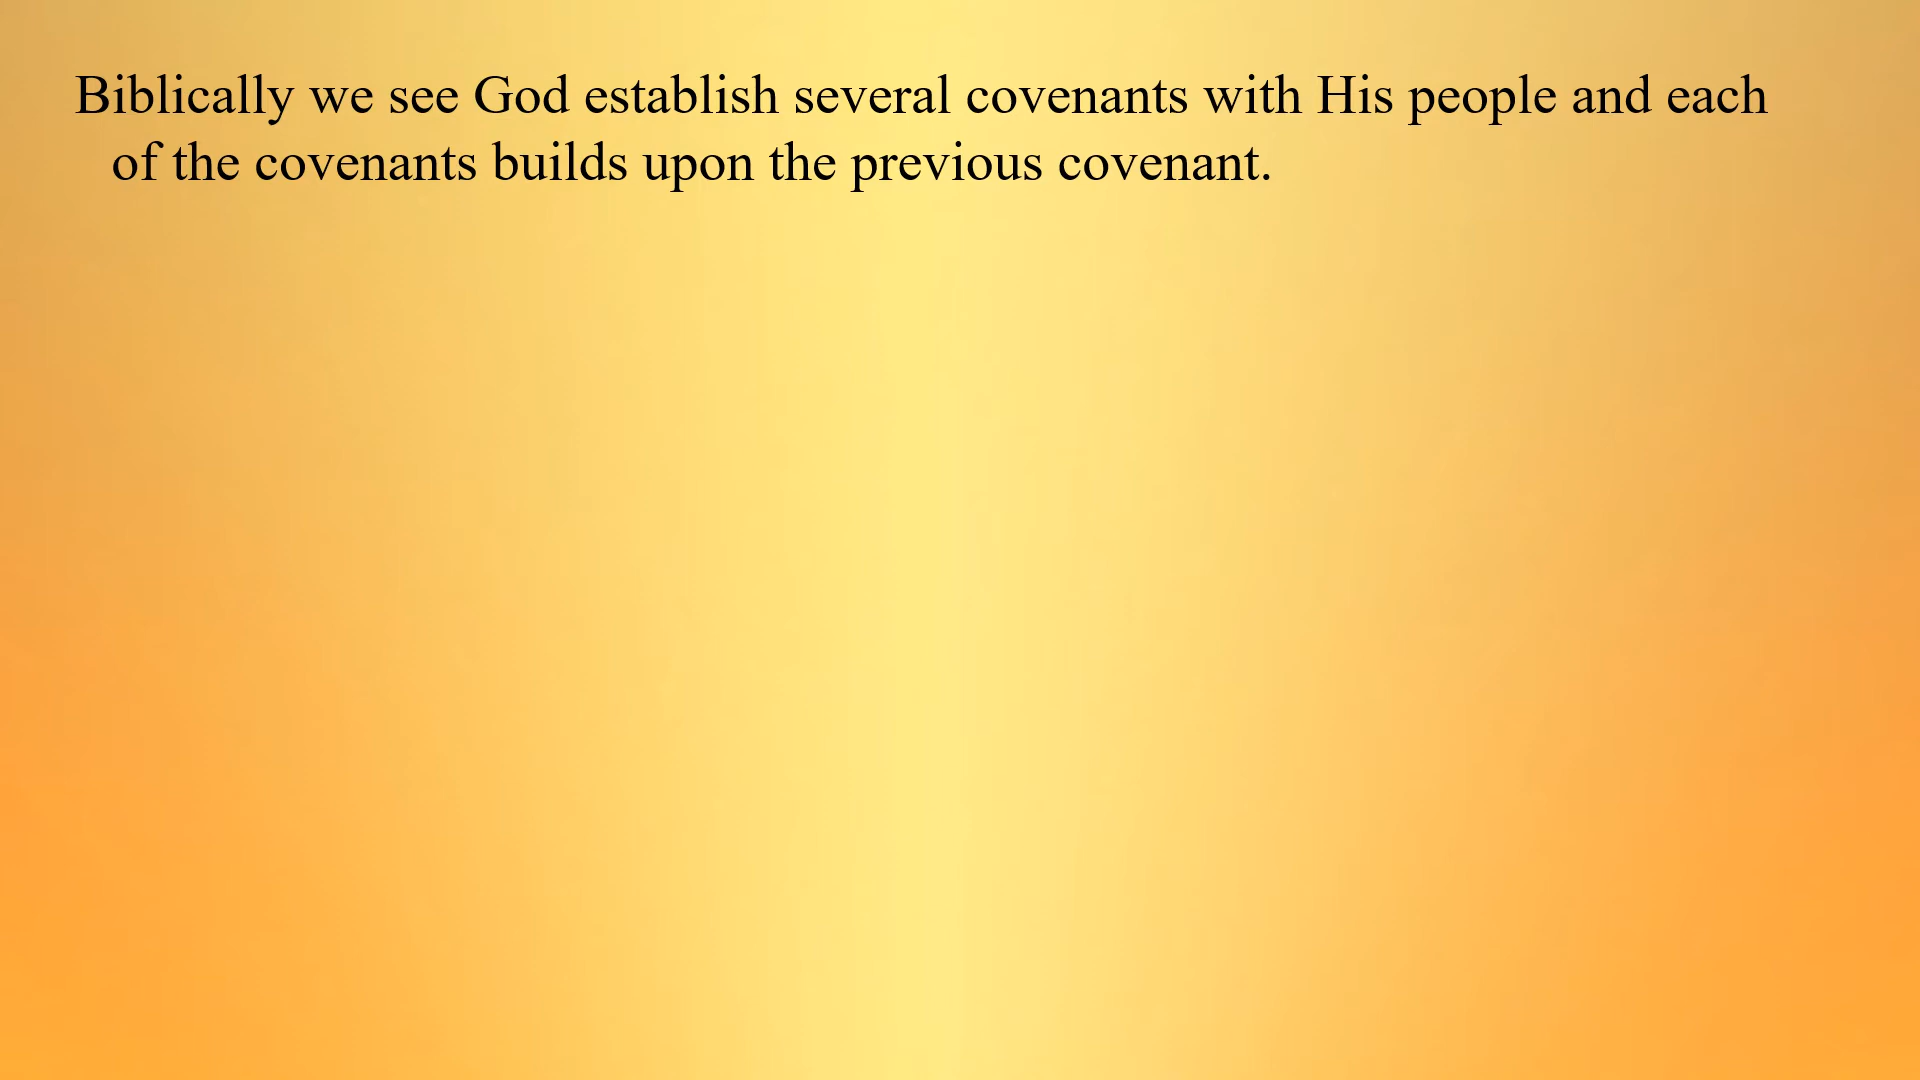 Biblically we see God establish several covenants with His people and each
of the covenants builds upon the previous covenant.